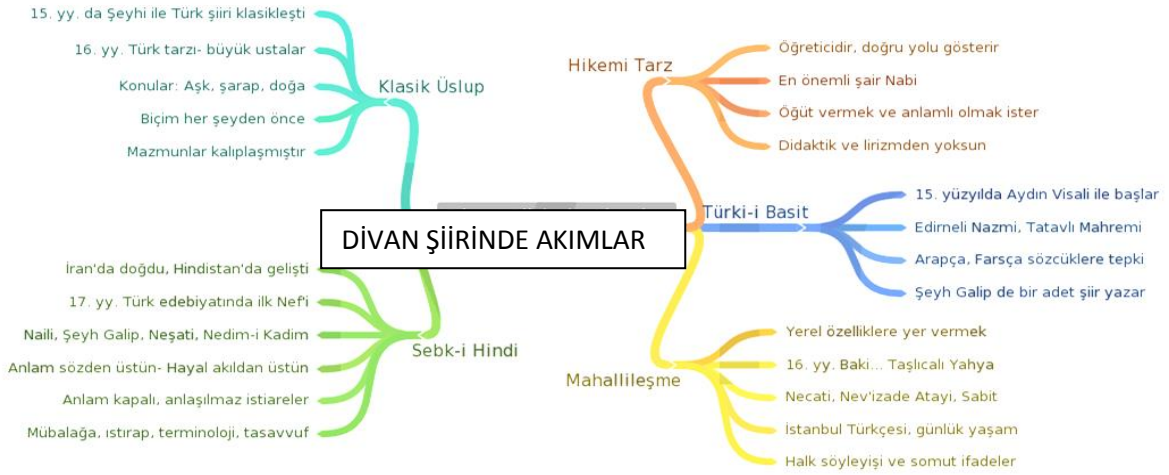 DİVAN ŞİİRİNDE AKIMLAR
Klasik Üslup
15. yy. da Şeyhi ile Türk şiiri klasikleşti
16. yy. Türk tarzı- büyük ustalar
Konular: Aşk, şarap, doğa
Biçim her şeyden önce
Mazmunlar kalıplaşmıştır
Sebk-i Hindi
İran'da doğdu, Hindistan'da gelişti
17. yy. Türk edebiyatında ilk Nef'i
Naili, Şeyh Galip, Neşati, Nedim-i Kadim
Anlam sözden üstün- Hayal akıldan üstün
Anlam kapalı, anlaşılmaz istiareler
Mübalağa, ıstırap, terminoloji, tasavvuf
Hikemi Tarz
Öğreticidir, doğru yolu gösterir
En önemli şair Nabi
Öğüt vermek ve anlamlı olmak ister
Didaktik ve lirizmden yoksun
Türki-i Basit
15. yüzyılda Aydın Visali ile başlar
Edirneli Nazmi, Tatavlı Mahremi
Arapça, Farsça sözcüklere tepki
Şeyh Galip de bir adet şiir yazar
Mahallileşme
Yerel özelliklere yer vermek
16. yy. Baki... Taşlıcalı Yahya
Necati, Nev'izade Atayi, Sabit
İstanbul Türkçesi, günlük yaşam
Halk söyleyişi ve somut ifadeler